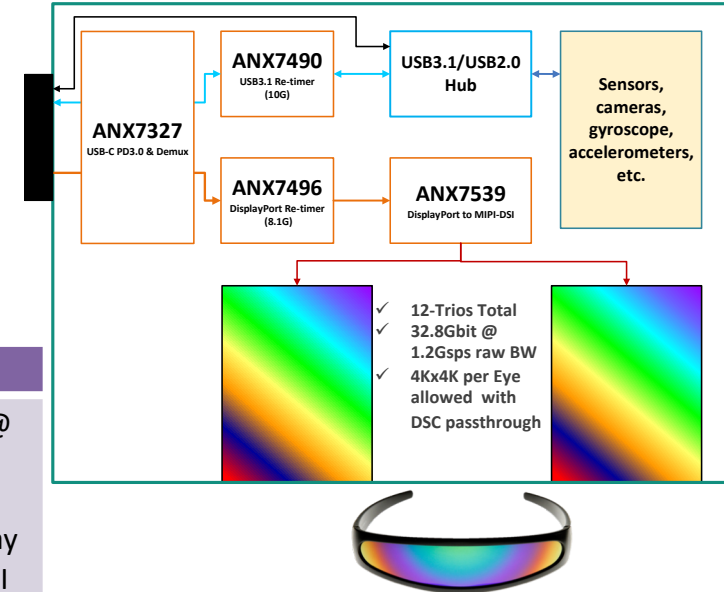 ANX7490
USB3.1 Re-timer
(10G)
USB3.1/USB2.0
Hub
Sensors,
cameras,
gyroscope,
accelerometers,
etc.
ANX7327
USB-C PD3.0 & Demux
ANX7496
DisplayPort Re-timer
(8.1G)
ANX7539
DisplayPort to MIPI-DSI
✓ 12-Trios Total
✓ 32.8Gbit @
1.2Gsps raw BW
✓ 4Kx4K per Eye
allowed with
DSC passthrough
@